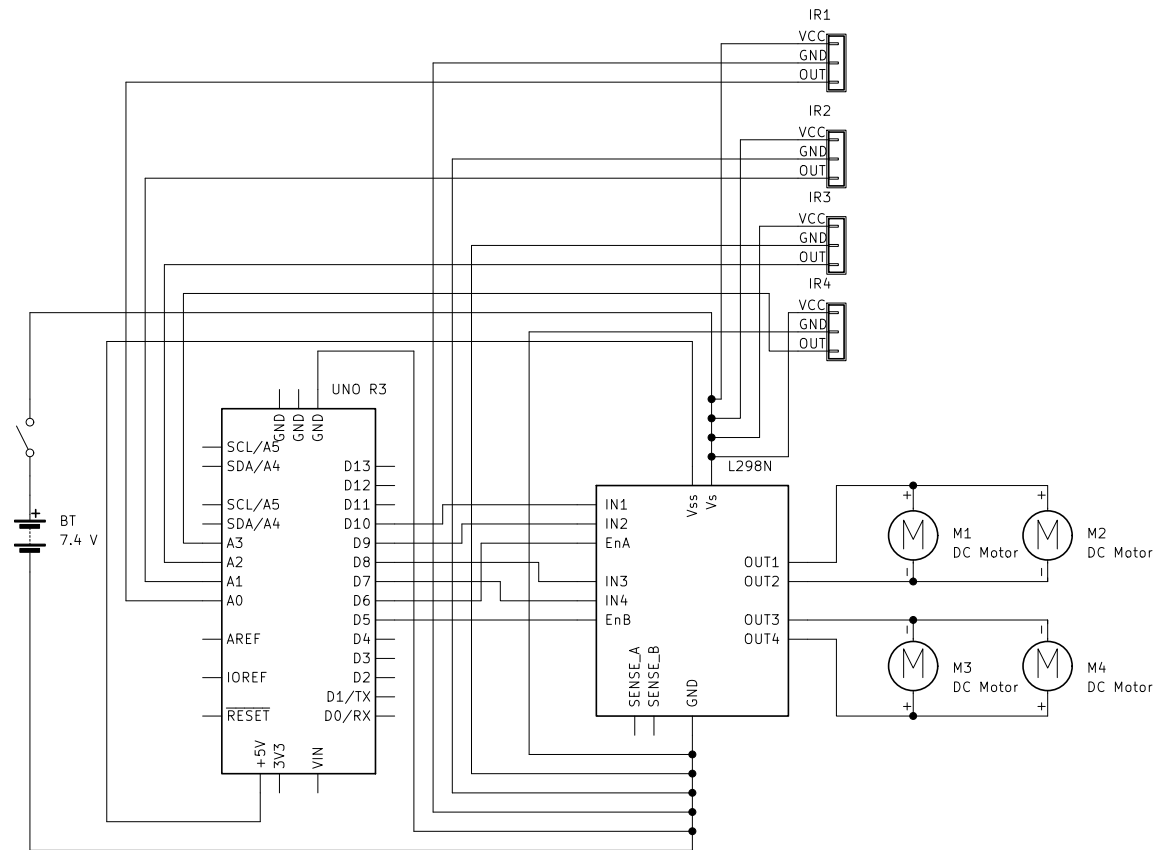 IR1
VCC
GND
OUT
IR2
VCC
GND
OUT
IR3
VCC
GND
OUT
IR4
VCC
GND
OUT
UNO R3
GND
GND
GND
SCL/A5
SDA/A4
SCL/A5
SDA/A4
A3
A2
A1
A0
AREF
IOREF
RESET
+5V
3V3
VIN
D13
D12
D11
D10
D9
D8
D7
D6
D5
D4
D3
D2
D1/TX
D0/RX
+
BT
7.4 V
L298N
Vss
Vs
IN1
IN2
EnA
IN3
IN4
EnB
SENSE_A
SENSE_B
GND
OUT1
OUT2
OUT3
OUT4
+
M
-
M1
DC Motor
+
M
-
M2
DC Motor
-
M
+
M3
DC Motor
-
M
+
M4
DC Motor